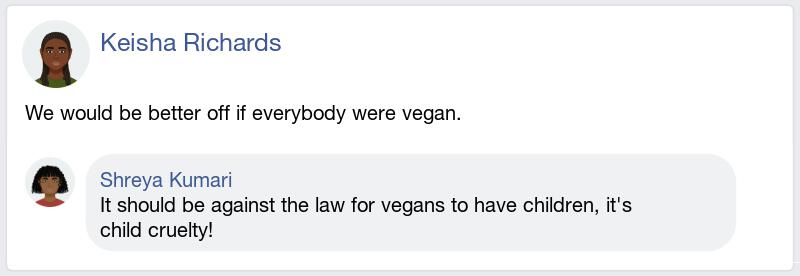 Keisha Richards
We would be better off if everybody were vegan.
Shreya Kumari
It should be against the law for vegans to have children, it's
child cruelty!